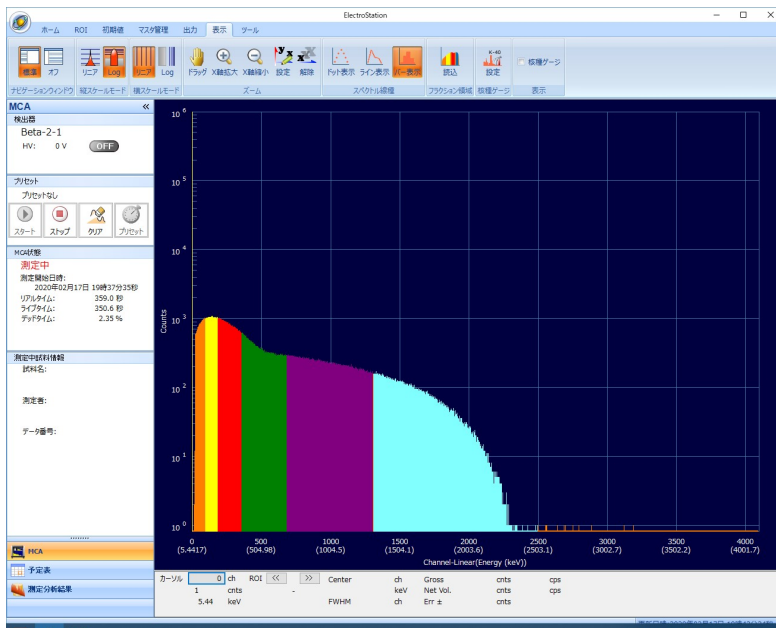 ElectroStation
ホーム ROI 初期値 マスタ管理 出力 表示 ツール
標準 オフ リニア Log リニア Log ドラッグ X軸拡大 X軸縮小 設定 解除 ドット表示 ライン表示 バー表示 読込 K-40 設定 核種ゲージ
ナビゲーションウィンドウ 縦スケールモード 横スケールモード ズーム スペクトル線種 フラクション領域 核種ゲージ 表示
MCA «
検出器
Beta-2-1
HV: 0 V OFF
プリセット
プリセットなし
スタート ストップ クリア プリセット
MCA状態
測定中
測定開始日時:
2020年02月17日 19時37分35秒
リアルタイム: 359.0 秒
ライブタイム: 350.6 秒
デッドタイム: 2.35 %
測定中試料情報
試料名:
測定者:
データ番号:
MCA
予定表
測定分析結果
Counts
10 6
10 5
10 4
10 3
10 2
10 1
10 0
0 500 1000 1500 2000 2500 3000 3500 4000
(5.4417) (504.98) (1004.5) (1504.1) (2003.6) (2503.1) (3002.7) (3502.2) (4001.7)
Channel-Linear(Energy (keV))
カーソル 0 ch ROI << >> Center ch Gross cnts cps
1 cnts - keV Net Vol. cnts cps
5.44 keV FWHM ch Err ± cnts